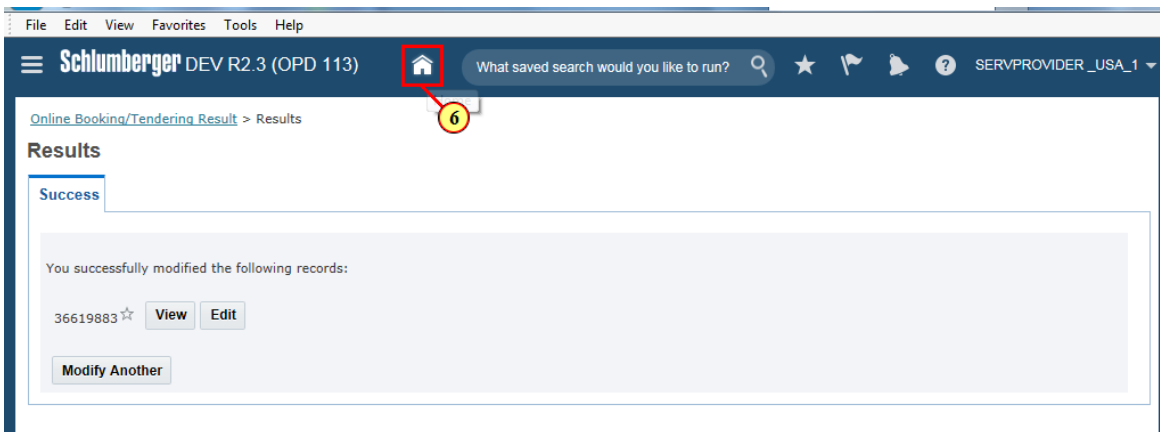 File Edit View Favorites Tools Help
Schlumberger DEV R2.3 (OPD 113) What saved search would you like to run? ? SERVPROVIDER _USA_1
6
Online Booking/Tendering Result > Results
Results
Success
You successfully modified the following records:
36619883 View Edit
Modify Another